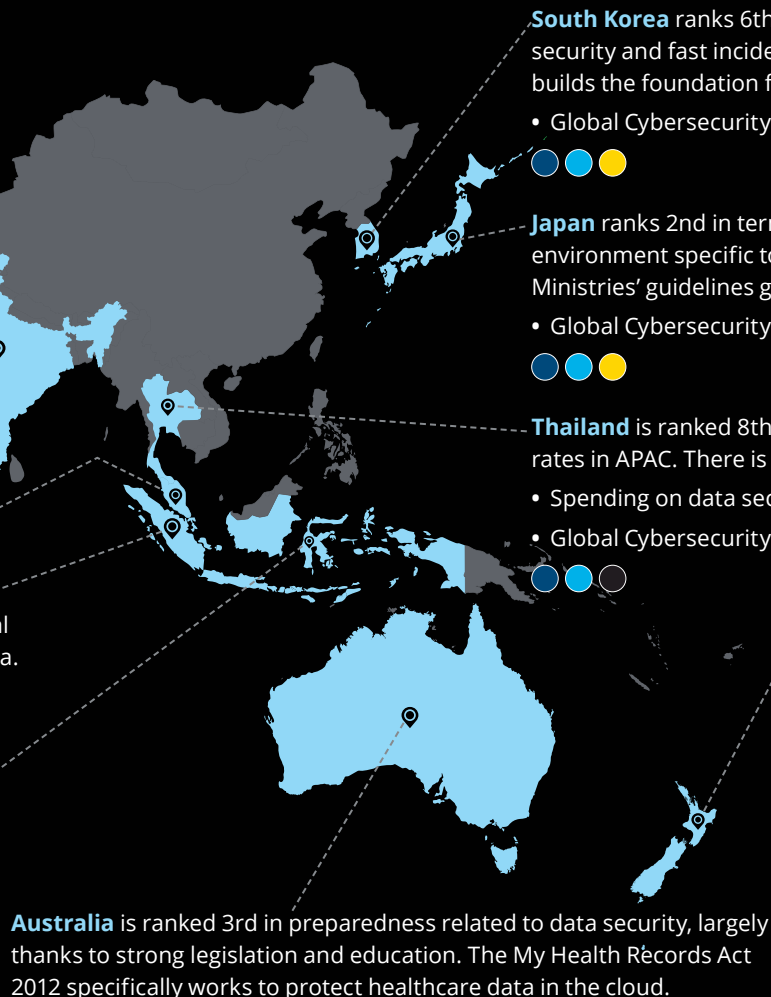 South Korea ranks 6th
security and fast incide
builds the foundation f
• Global Cybersecurity
Japan ranks 2nd in terr
environment specific to
Ministries’ guidelines g
• Global Cybersecurity
Thailand is ranked 8th
rates in APAC. There is
• Spending on data sec
• Global Cybersecurity
al
a.
Australia is ranked 3rd in preparedness related to data security, largely
thanks to strong legislation and education. The My Health Records Act
2012 specifically works to protect healthcare data in the cloud.